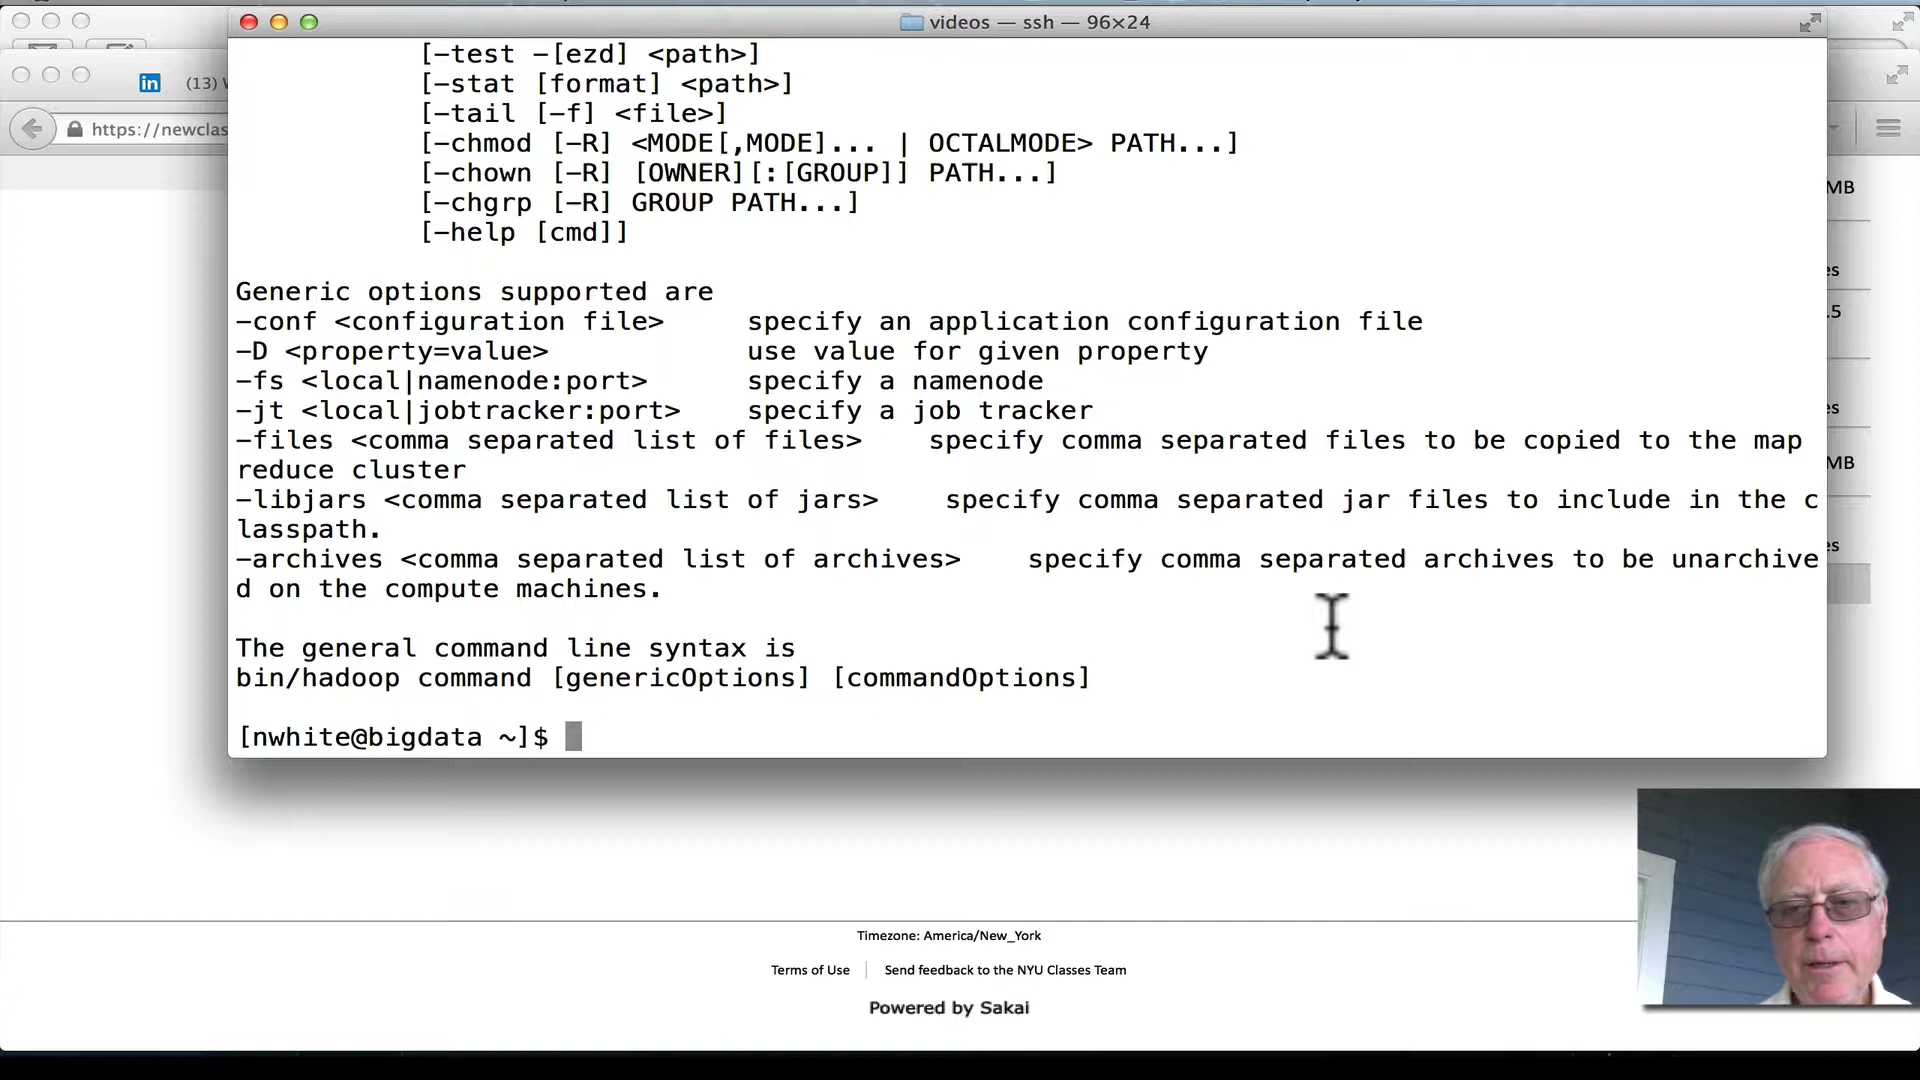 videos — ssh — 96×24
[-test -[ezd] <path>]
[-stat [format] <path>]
[-tail [-f] <file>]
[-chmod [-R] <MODE[,MODE]... | OCTALMODE> PATH...]
[-chown [-R] [OWNER][:[GROUP]] PATH...]
[-chgrp [-R] GROUP PATH...]
[-help [cmd]]
Generic options supported are
-conf <configuration file>     specify an application configuration file
-D <property=value>            use value for given property
-fs <local|namenode:port>      specify a namenode
-jt <local|jobtracker:port>    specify a job tracker
-files <comma separated list of files>    specify comma separated files to be copied to the map
reduce cluster
-libjars <comma separated list of jars>    specify comma separated jar files to include in the c
lasspath.
-archives <comma separated list of archives>    specify comma separated archives to be unarchive
d on the compute machines.
The general command line syntax is
bin/hadoop command [genericOptions] [commandOptions]
[nwhite@bigdata ~]$
in (13)
https://newclas
MB
es
.5
es
MB
es
Timezone: America/New_York
Terms of Use
Send feedback to the NYU Classes Team
Powered by Sakai